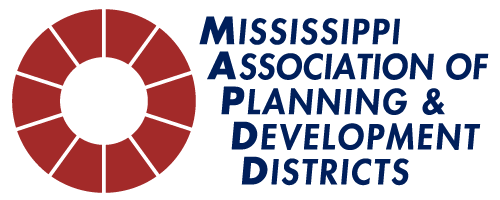 MISSISSIPPI
ASSOCIATION OF
PLANNING &
DEVELOPMENT
DISTRICTS